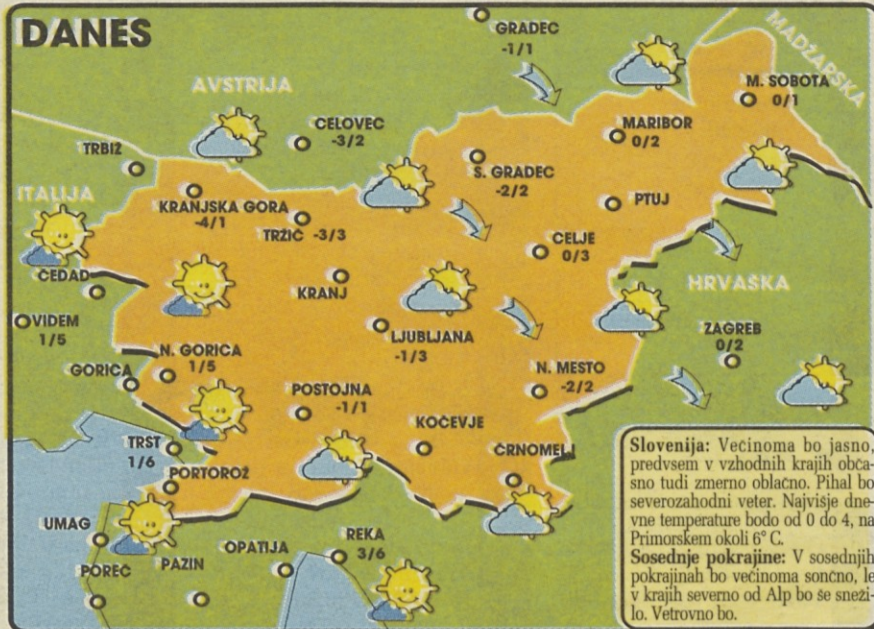 DANES
GRADEC
-1/1
MADŽARSKA
AVSTRIJA
M. SOBOTA
0/1
CELOVEC
-3/2
MARIBOR
0/2
TRBIŽ
S. GRADEC
-2/2
ITALIJA
KRANJSKA GORA
-4/1
TRŽIČ -3/3
PTUJ
CELJE
0/3
ČEDAD
KRANJ
HRVAŠKA
VIDEM
1/5
LJUBLJANA
-1/3
ZAGREB
0/2
N. GORICA
1/5
GORICA
N. MESTO
-2/2
POSTOJNA
-1/1
KOČEVJE
TRST
1/6
ČRNOMELJ
PORTOROŽ
UMAG
REKA
3/6
OPATIJA
PAZIN
POREČ
Slovenija: Večinoma bo jasno,
predvsem v vzhodnih krajih obča-
sno tudi zmerno oblačno. Pihal bo
severozahodni veter. Najvišje dne-
vne temperature bodo od 0 do 4, na
Primorskem okoli 6° C.
Sosednje pokrajine: V sosednjih
pokrajinah bo večinoma sončno, le
v krajih severno od Alp bo še sneži-
lo. Vetrovno bo.